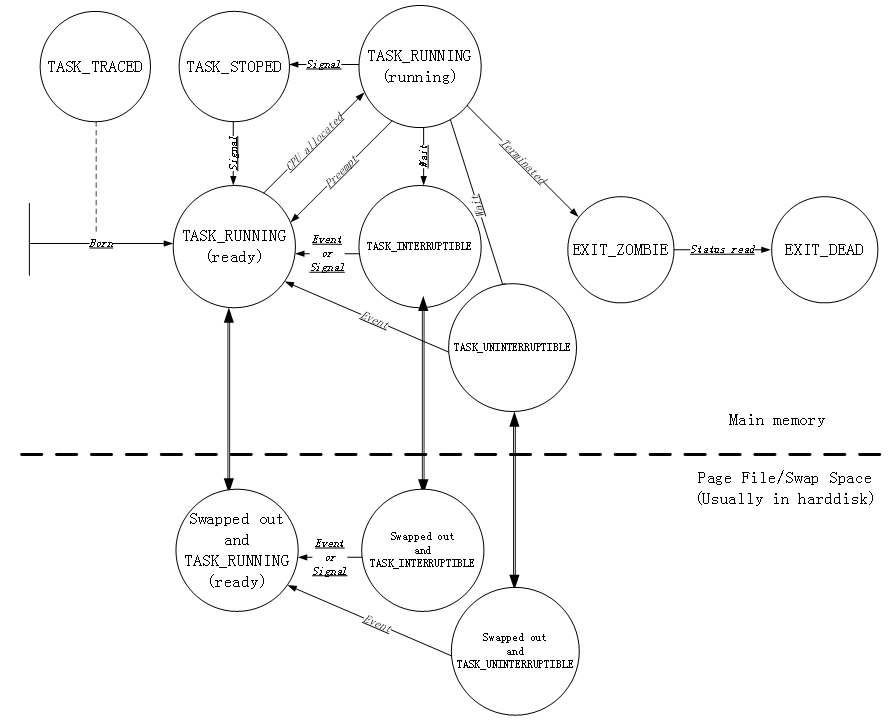 TASK_TRACED
TASK_STOPED
Signal
TASK_RUNNING
(running)
Signal
CPU allocated
Preempt
Wait
Wait
Terminated
Born
TASK_RUNNING
(ready)
Event
or
Signal
TASK_INTERRUPTIBLE
EXIT_ZOMBIE
Status read
EXIT_DEAD
Event
TASK_UNINTERRUPTIBLE
Main memory
Page File/Swap Space
(Usually in harddisk)
Swapped out
and
TASK_RUNNING
(ready)
Event
or
Signal
Swapped out
and
TASK_INTERRUPTIBLE
Event
Swapped out
and
TASK_UNINTERRUPTIBLE